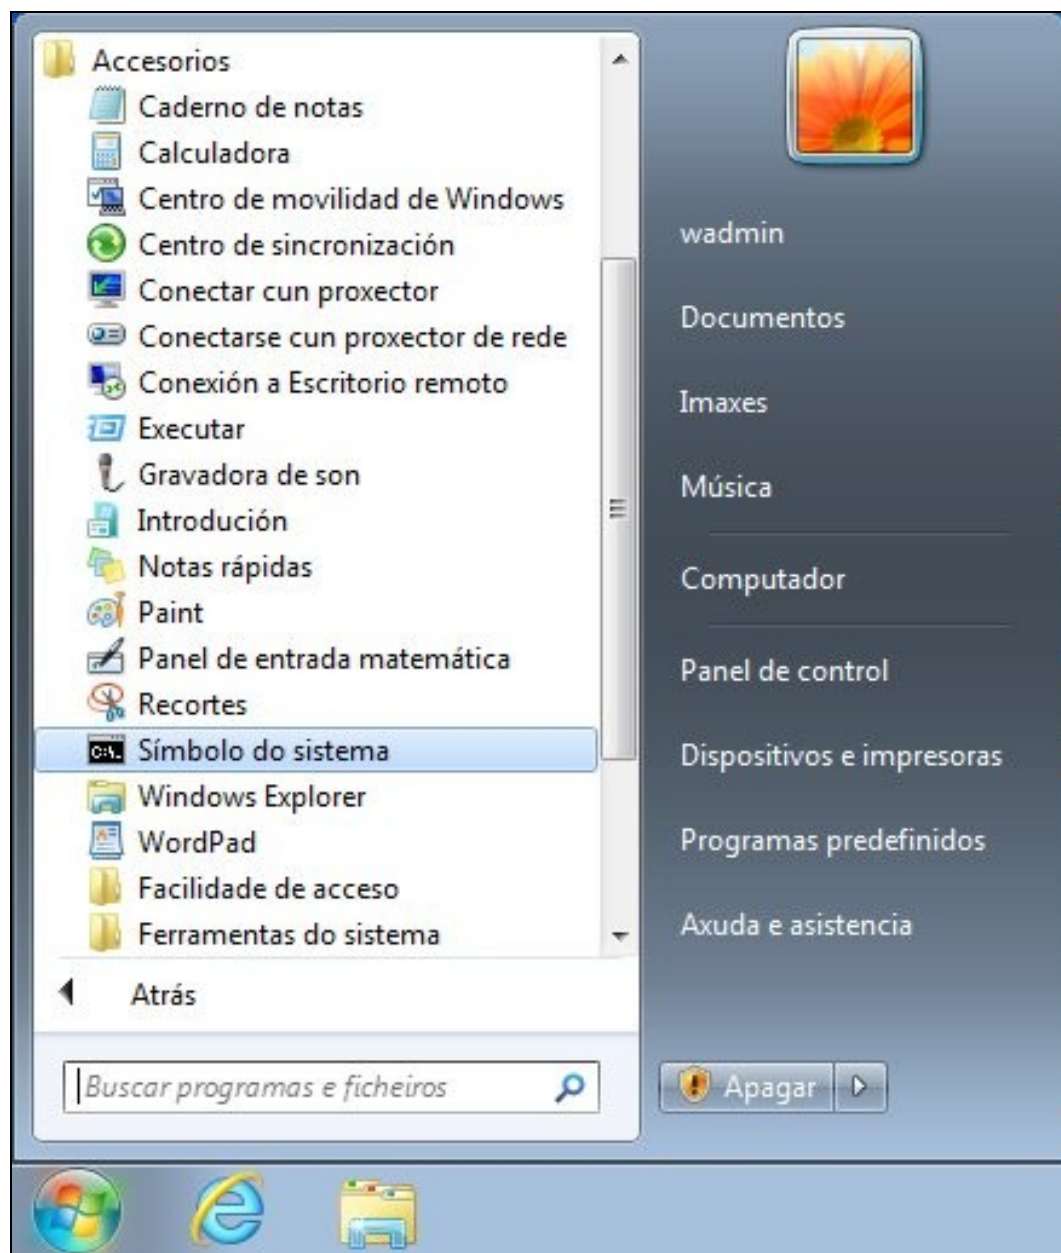 Accesorios
Caderno de notas
Calculadora
Centro de movilidad de Windows
Centro de sincronización
Conectar cun proxector
Conectarse cun proxector de rede
Conexión a Escritorio remoto
Executar
Gravadora de son
Introdución
Notas rápidas
Paint
Panel de entrada matemática
Recortes
C:\_
Símbolo do sistema
Windows Explorer
WordPad
Facilidade de acceso
Ferramentas do sistema
Atrás
Buscar programas e ficheiros
wadmin
Documentos
Imaxes
Música
Computador
Panel de control
Dispositivos e impresoras
Programas predefinidos
Axuda e asistencia
Apagar